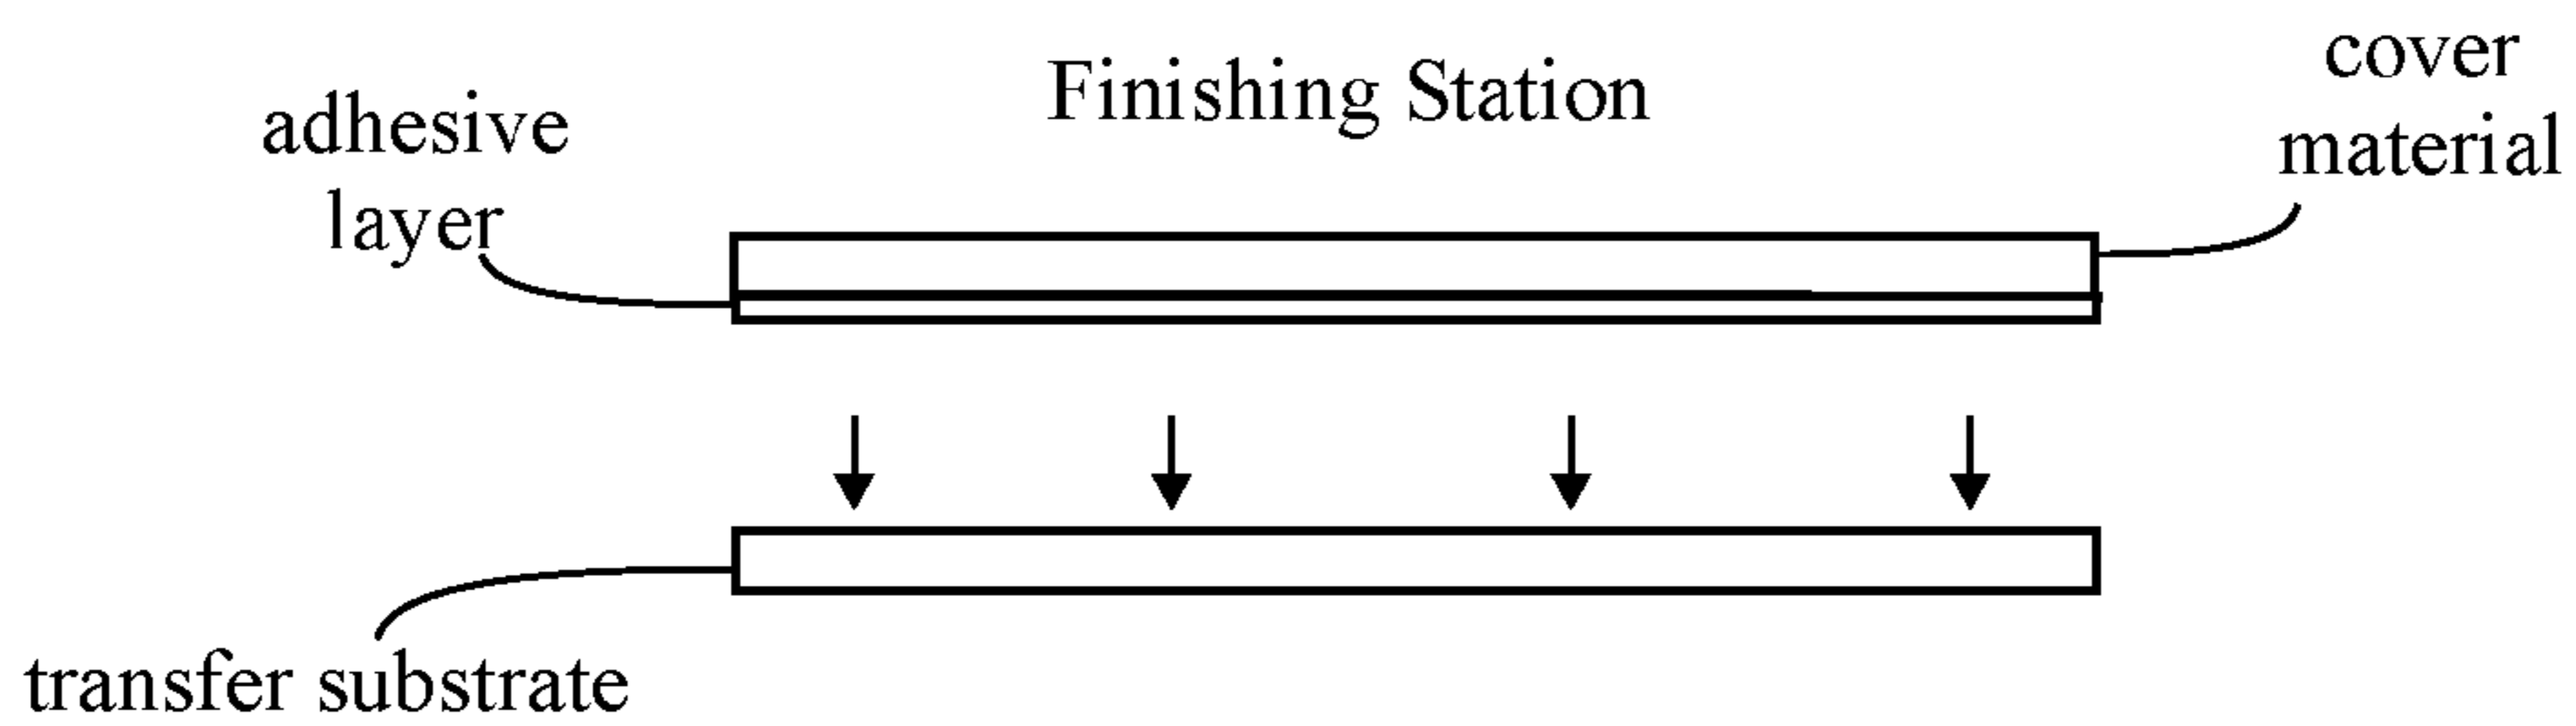 Finishing Station
adhesive
layer
cover
material
transfer substrate